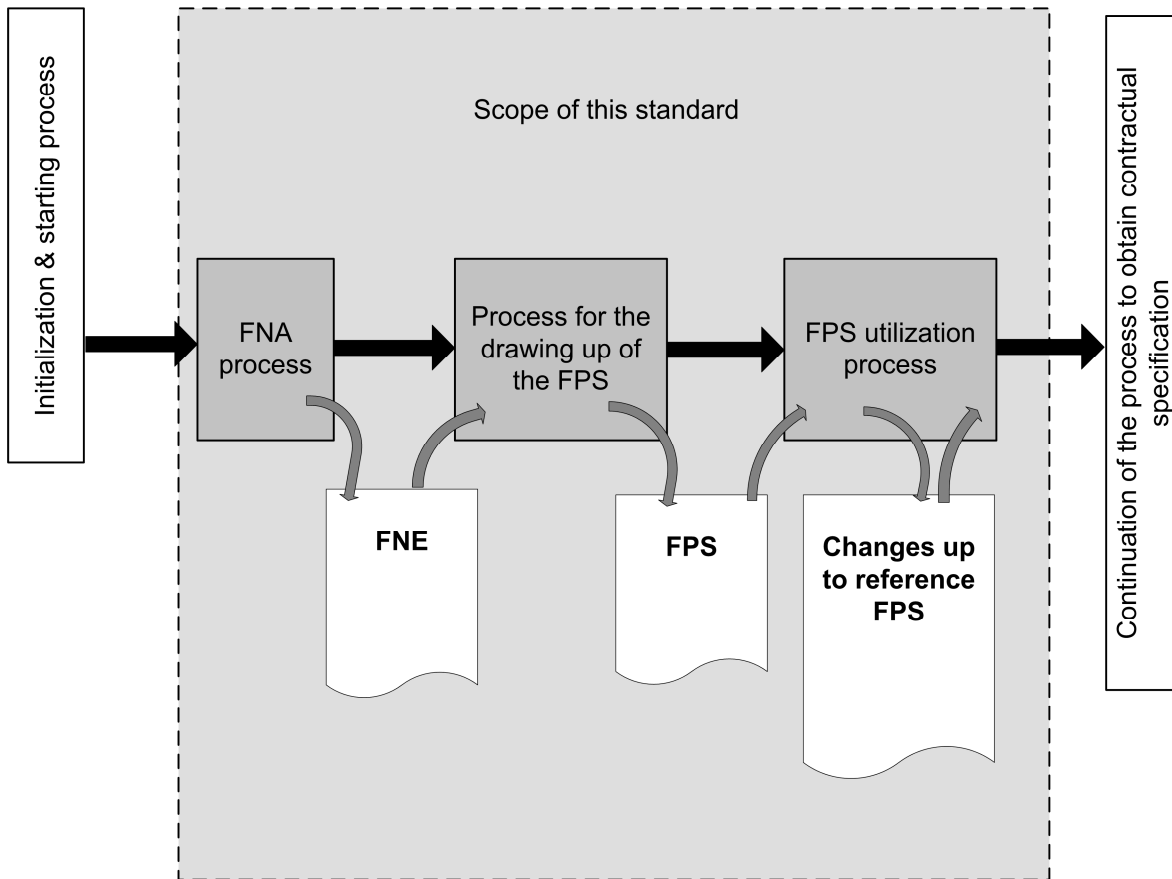 Initialization & starting process
Scope of this standard
FNA
process
Process for the
drawing up of
the FPS
FPS utilization
process
FNE
FPS
Changes up
to reference
FPS
Continuation of the process to obtain contractual
specification